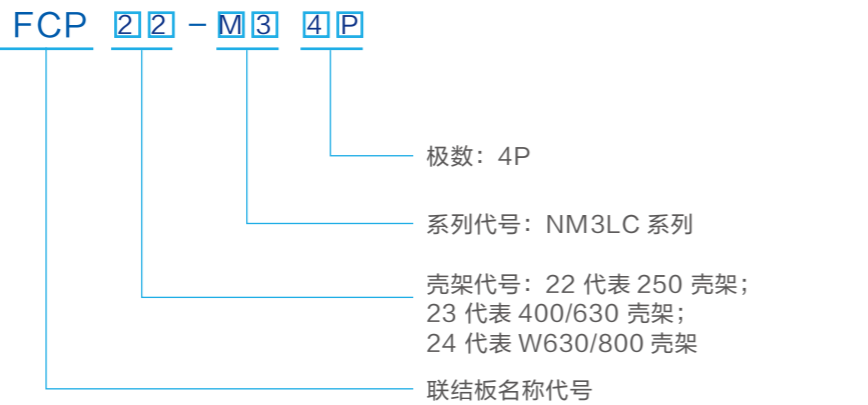 FCP 22-M3 4P
极数：4P
系列代号：NM3LC 系列
壳架代号：22 代表 250 壳架；
23 代表 400/630 壳架；
24 代表 W630/800 壳架
联结板名称代号